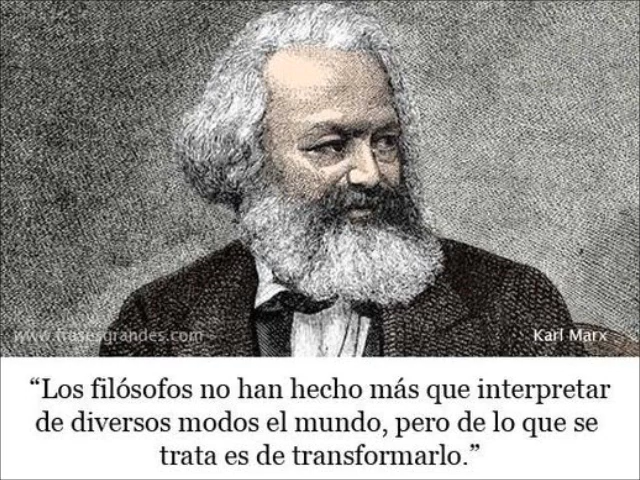 www.frasesgrandes.com
Karl Marx
“Los filósofos no han hecho más que interpretar
de diversos modos el mundo, pero de lo que se
trata es de transformarlo.”